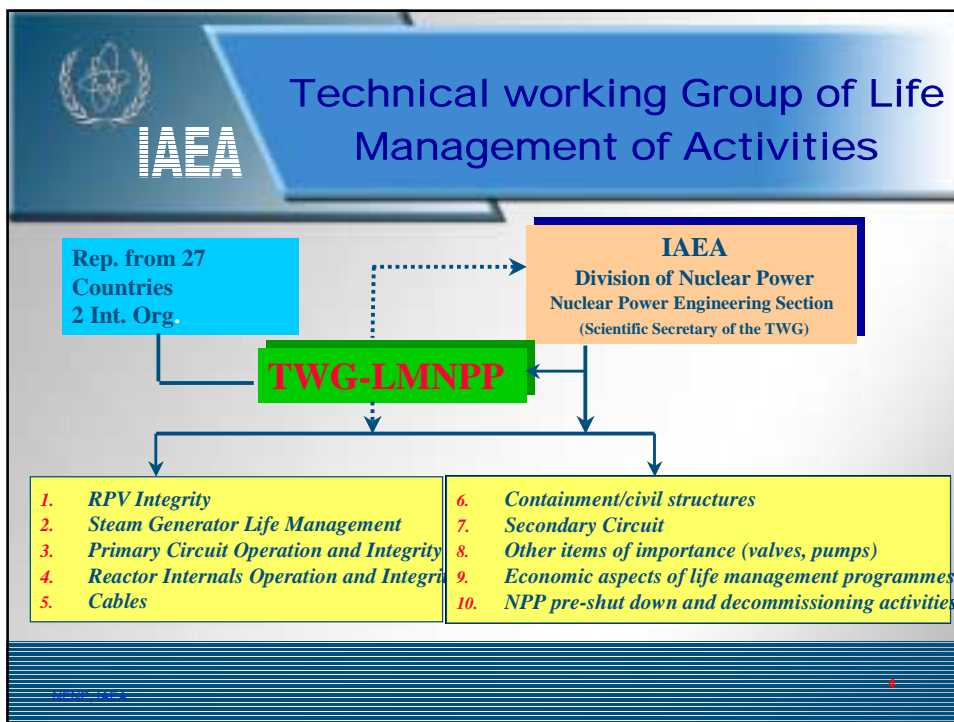 IAEA
Technical working Group of Life
Management of Activities
Rep. from 27
Countries
2 Int. Org.
IAEA
Division of Nuclear Power
Nuclear Power Engineering Section
(Scientific Secretary of the TWG)
TWG-LMNPP
1. RPV Integrity
2. Steam Generator Life Management
3. Primary Circuit Operation and Integrity
4. Reactor Internals Operation and Integri
5. Cables
6. Containment/civil structures
7. Secondary Circuit
8. Other items of importance (valves, pumps)
9. Economic aspects of life management programmes
10. NPP pre-shut down and decommissioning activities
4